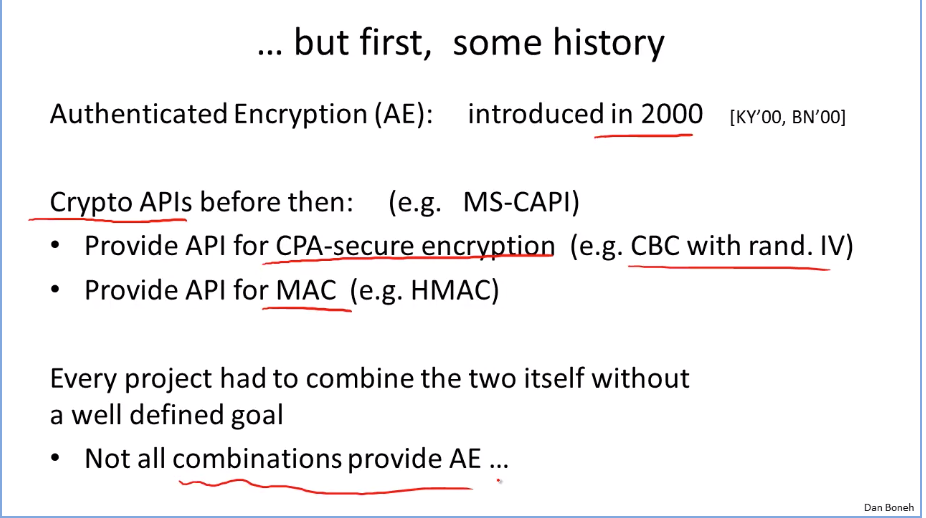 ... but first, some history
Authenticated Encryption (AE): introduced in 2000 [KY'00, BN'00]
Crypto APIs before then: (e.g. MS-CAPI)
• Provide API for CPA-secure encryption (e.g. CBC with rand. IV)
• Provide API for MAC (e.g. HMAC)
Every project had to combine the two itself without
a well defined goal
• Not all combinations provide AE ...
Dan Boneh